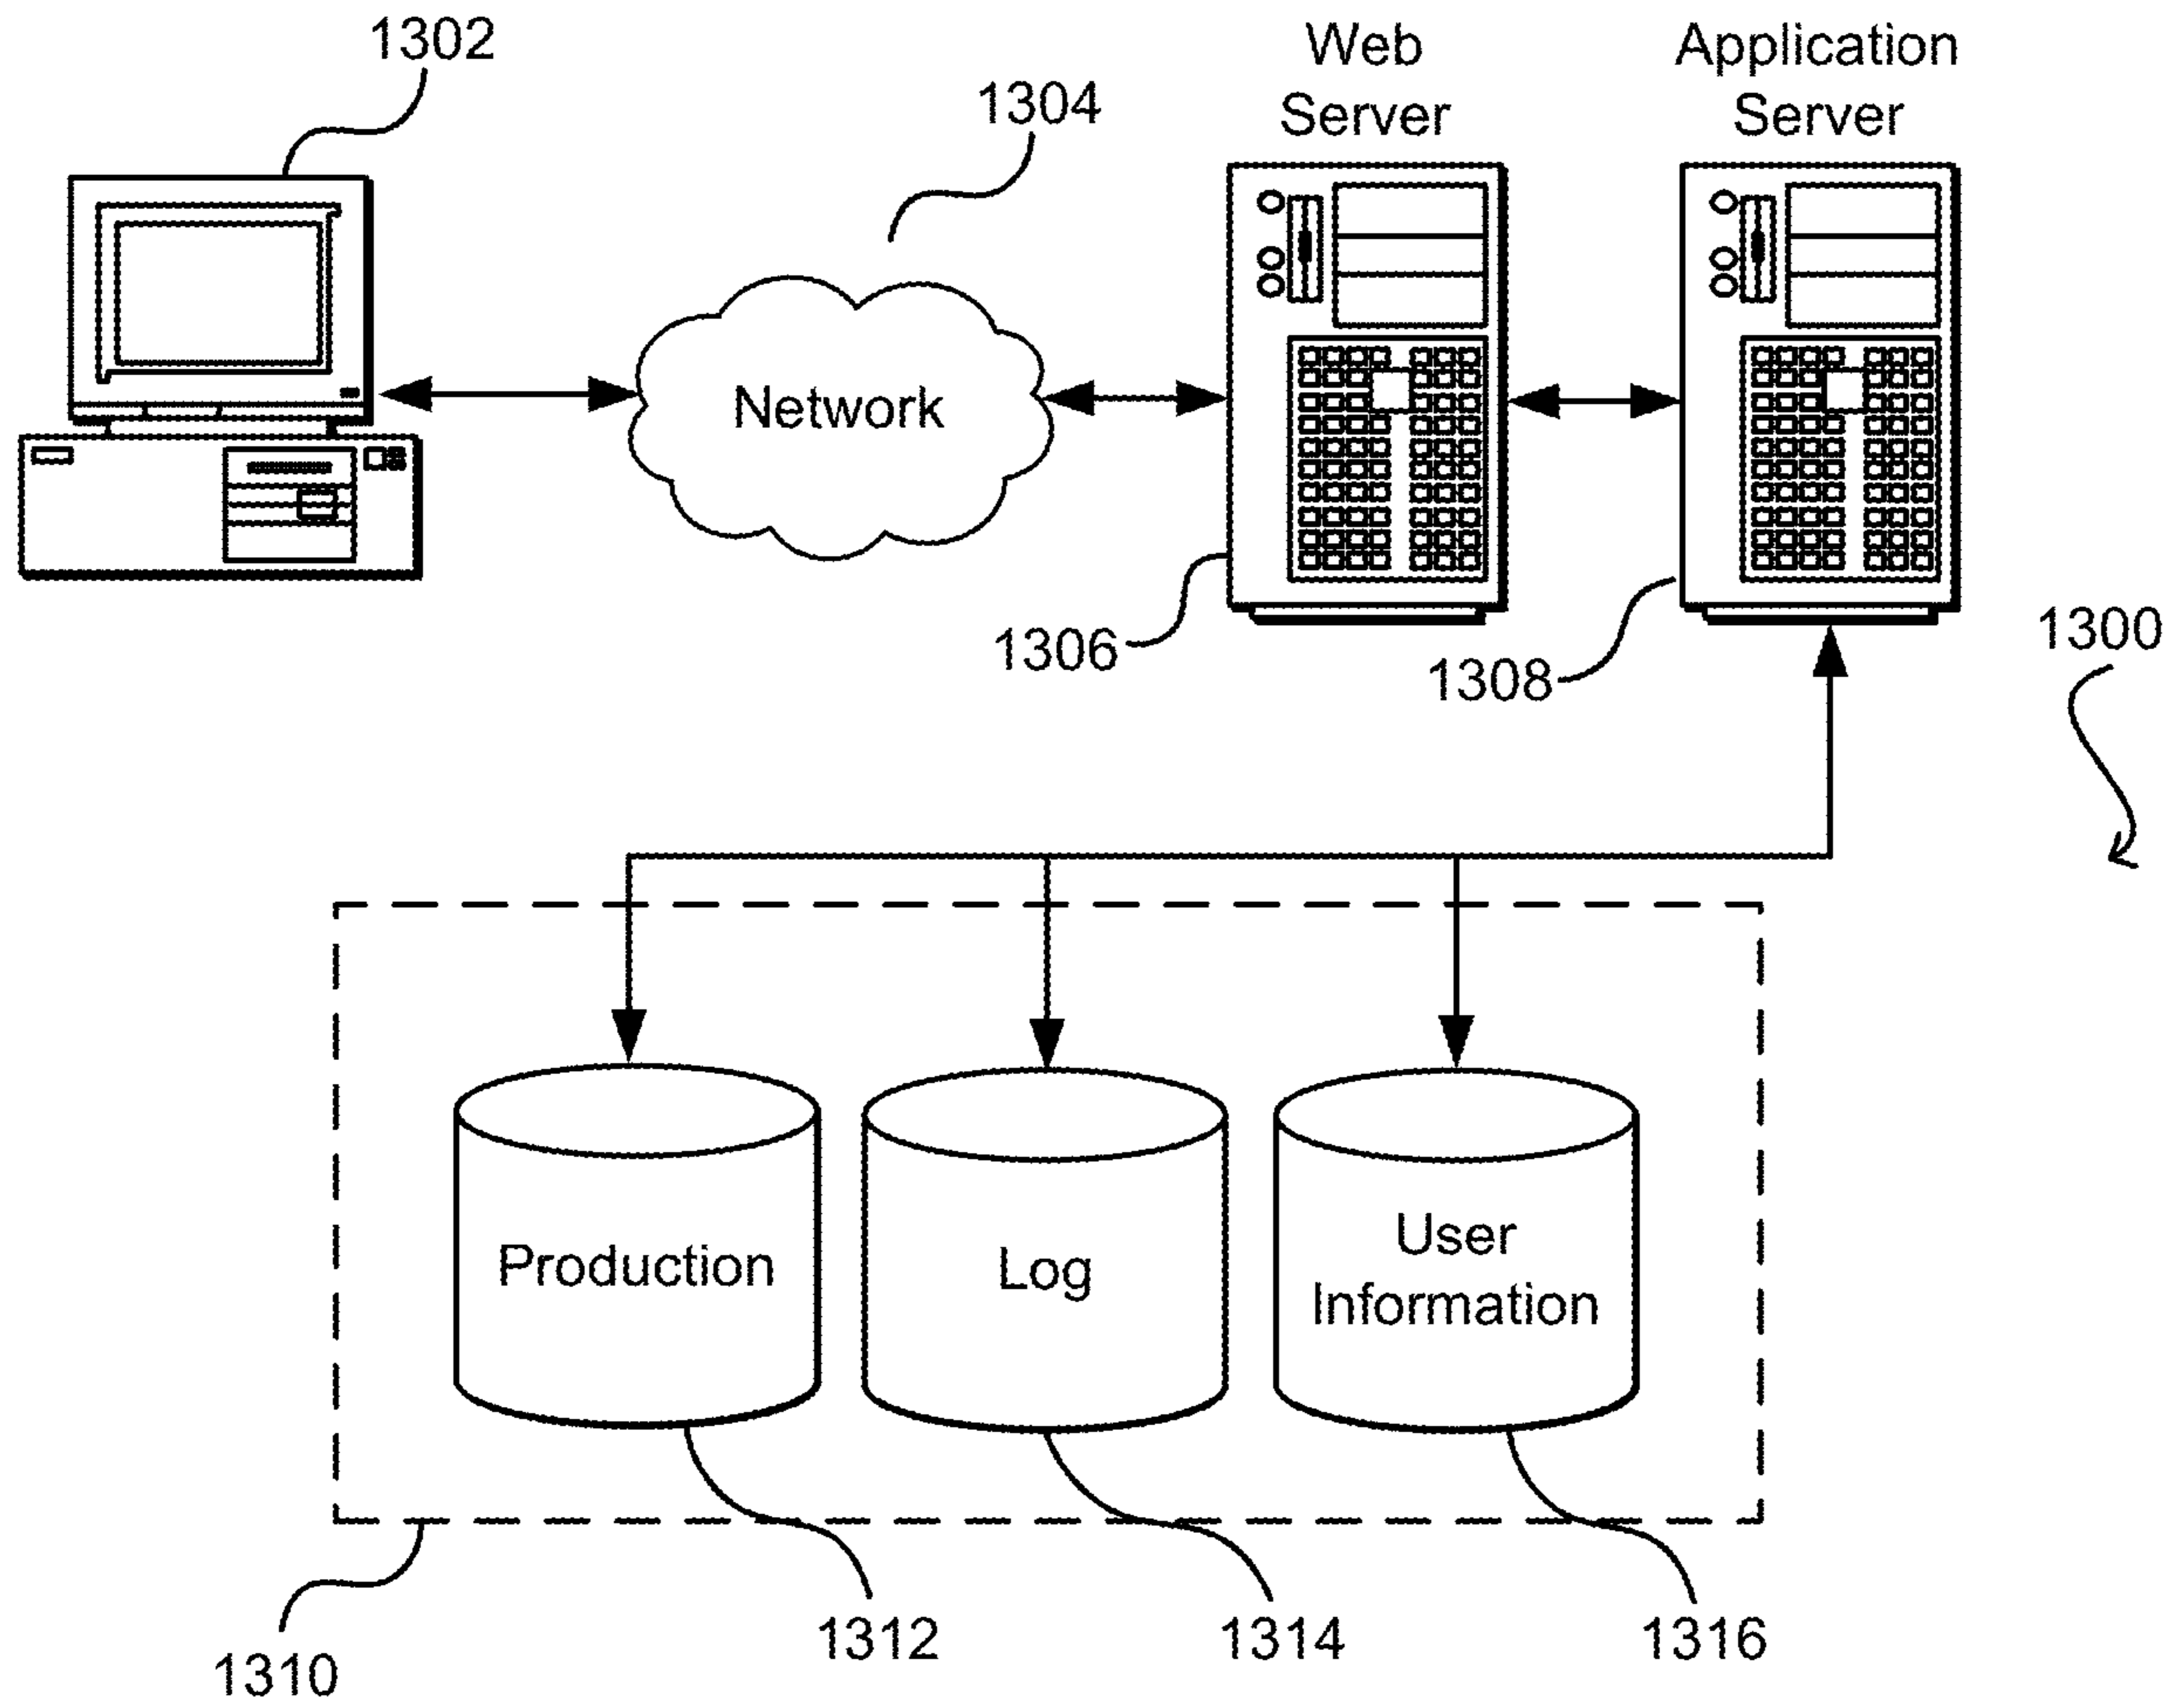 1302
1304
Web
Server
Application
Server
Network
1306
1308
1300
Production
Log
User
Information
1310
1312
1314
1316